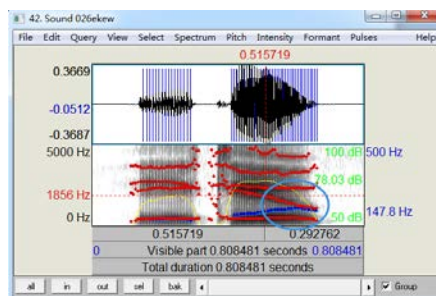 42. Sound 026ekew
File Edit Query View Select Spectrum Pitch Intensity Formant Pulses Help
0.515719
0.3669
-0.0512
-0.3687
5000 Hz 100 dB 500 Hz
78.03 dB
1856 Hz
147.8 Hz
0 Hz 50 dB
0.515719 0.292762
0 Visible part 0.808481 seconds 0.808481
Total duration 0.808481 seconds
all in out sel bak Group